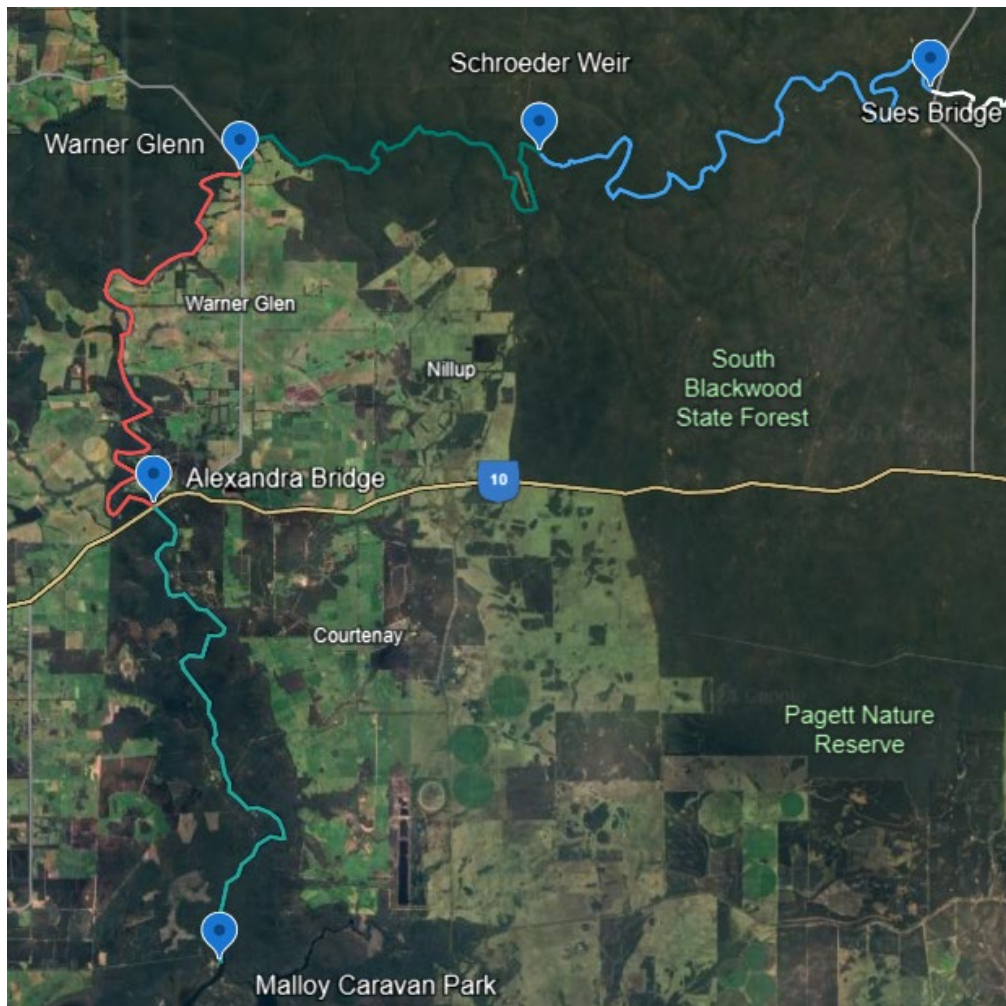 Schroeder Weir
Sues Bridge
Warner Glenn
Warner Glen
Nillup
South
Blackwood
State Forest
Alexandra Bridge
10
Courtenay
Pagett Nature
Reserve
Malloy Caravan Park